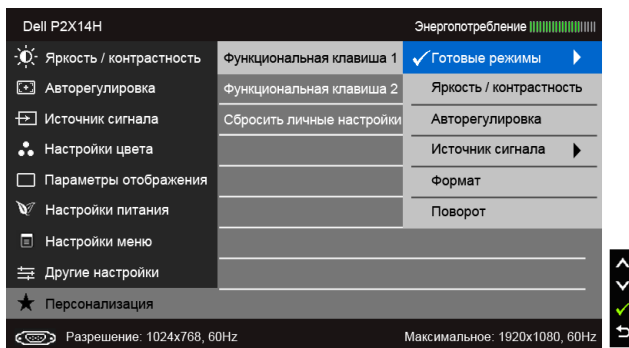 Dell P2X14H Энергопотребление
Яркость / контрастность Функциональная клавиша 1 Готовые режимы
Авторегулировка Функциональная клавиша 2 Яркость / контрастность
Источник сигнала Сбросить личные настройки Авторегулировка
Настройки цвета Источник сигнала
Параметры отображения Формат
Настройки питания Поворот
Настройки меню
Другие настройки
Персонализация
Разрешение: 1024x768, 60Hz Максимальное: 1920x1080, 60Hz